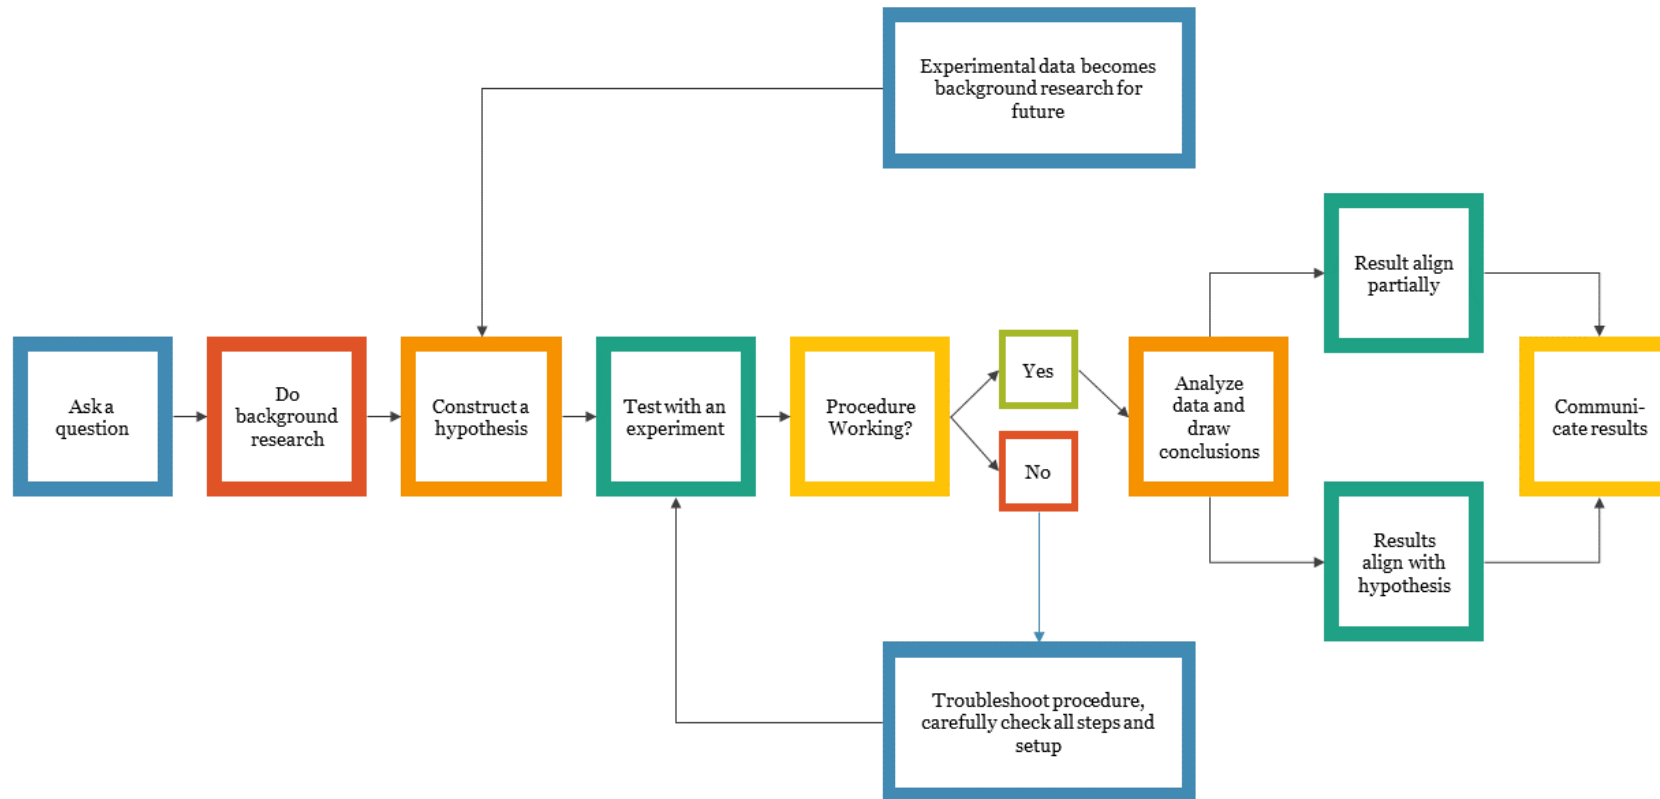 Experimental data becomes
background research for
future
Result align
partially
Ask a
question
Do
background
research
Construct a
hypothesis
Test with an
experiment
Procedure
Working?
Yes
No
Analyze
data and
draw
conclusions
Communi-
cate results
Results
align with
hypothesis
Troubleshoot procedure,
carefully check all steps and
setup